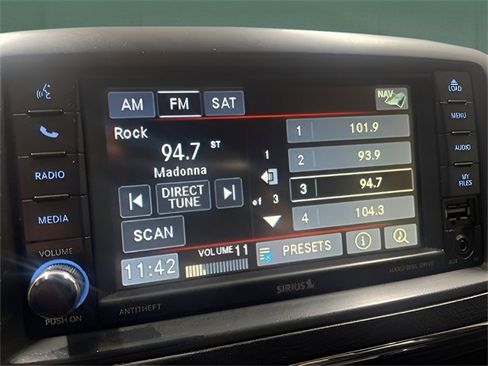 AM FM SAT NAV
LOAD
MENU
AUDIO
MY
FILES
AUX
RADIO
MEDIA
VOLUME
PUSH ON
Rock
94.7 ST
Madonna
DIRECT
TUNE
SCAN
11:42
VOLUME 11
1
of
3
1 101.9
2 93.9
3 94.7
4 104.3
PRESETS
i
ANTITHEFT
SIRIUS
HARD DISC DRIVE